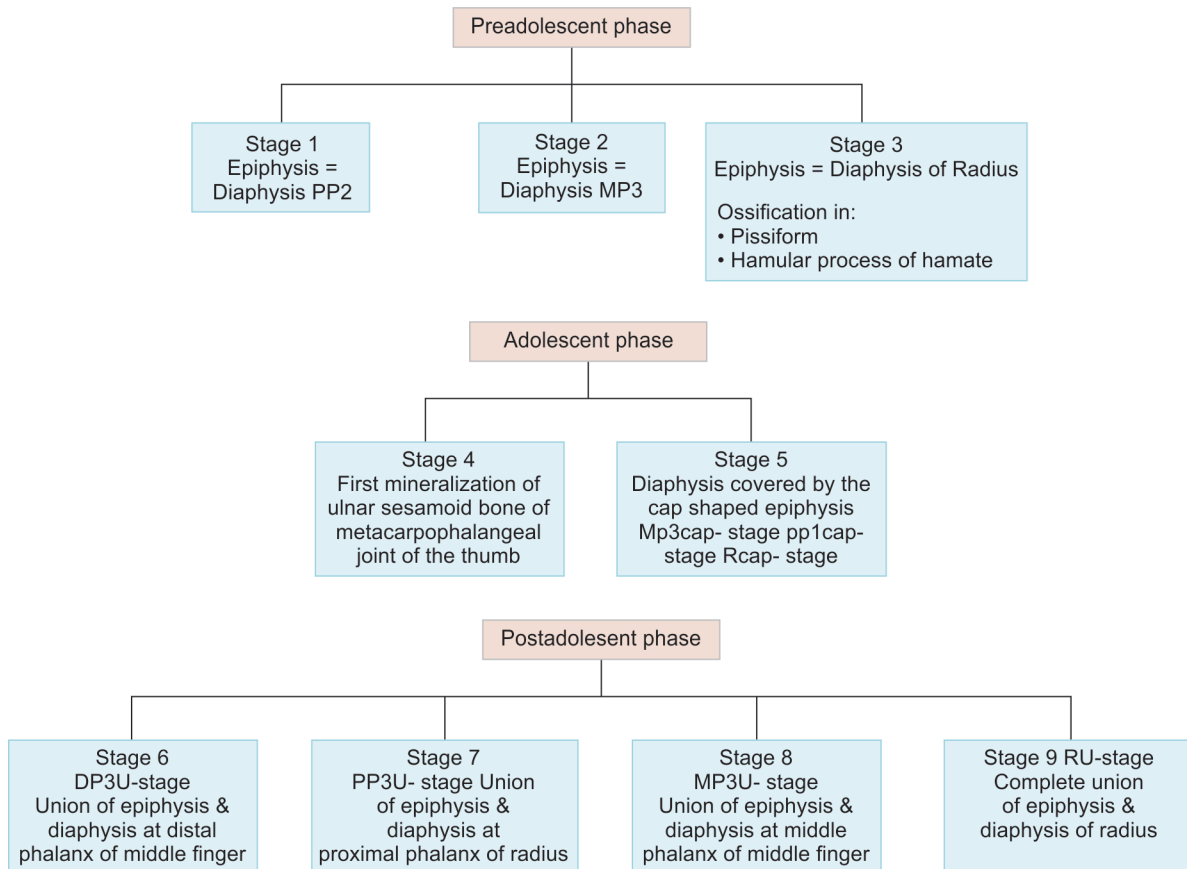 Preadolescent phase
Stage 1
Epiphysis =
Diaphysis PP2
Stage 2
Epiphysis =
Diaphysis MP3
Stage 3
Epiphysis = Diaphysis of Radius
Ossification in:
• Pissiform
• Hamular process of hamate
Adolescent phase
Stage 4
First mineralization of
ulnar sesamoid bone of
metacarpophalangeal
joint of the thumb
Stage 5
Diaphysis covered by the
cap shaped epiphysis
Mp3cap- stage pp1cap-
stage Rcap- stage
Postadolesent phase
Stage 6
DP3U-stage
Union of epiphysis &
diaphysis at distal
phalanx of middle finger
Stage 7
PP3U- stage Union
of epiphysis &
diaphysis at
proximal phalanx of radius
Stage 8
MP3U- stage
Union of epiphysis &
diaphysis at middle
phalanx of middle finger
Stage 9 RU-stage
Complete union
of epiphysis &
diaphysis of radius